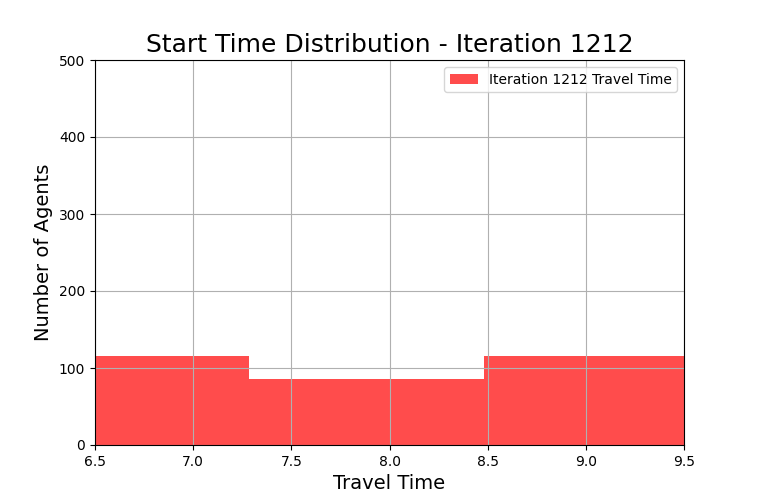 Start Time Distribution - Iteration 1212
Iteration 1212 Travel Time
Number of Agents
500
400
300
200
100
0
6.5 7.0 7.5 8.0 8.5 9.0 9.5
Travel Time